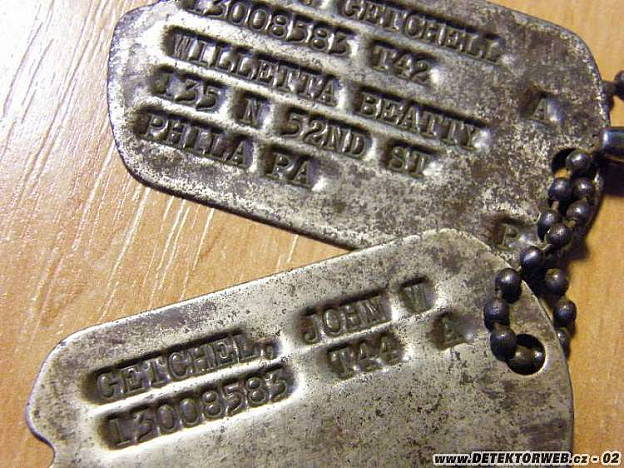 GETCHELL
13008583 T42
WILLETTA BEATTY
135 N 52ND ST A
PHILA PA
P
GETCHEL, JOHN W
13008583 T44 A
www.DETEKTORWEB.cz - 02